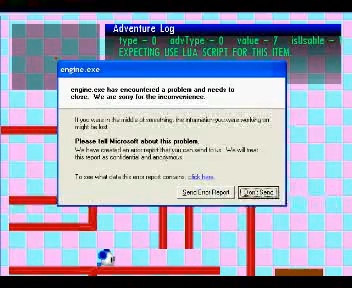 Adventure Log
type = 0 advType = 0 value = 7 isUsable =
EXPECTING USE LUA SCRIPT FOR THIS ITEM.
engine.exe
engine.exe has encountered a problem and needs to
close. We are sorry for the inconvenience.
If you were in the middle of something, the information you were working on
might be lost.
Please tell Microsoft about this problem.
We have created an error report that you can send to us. We will treat
this report as confidential and anonymous.
To see what data this error report contains, click here.
Send Error Report
Don't Send